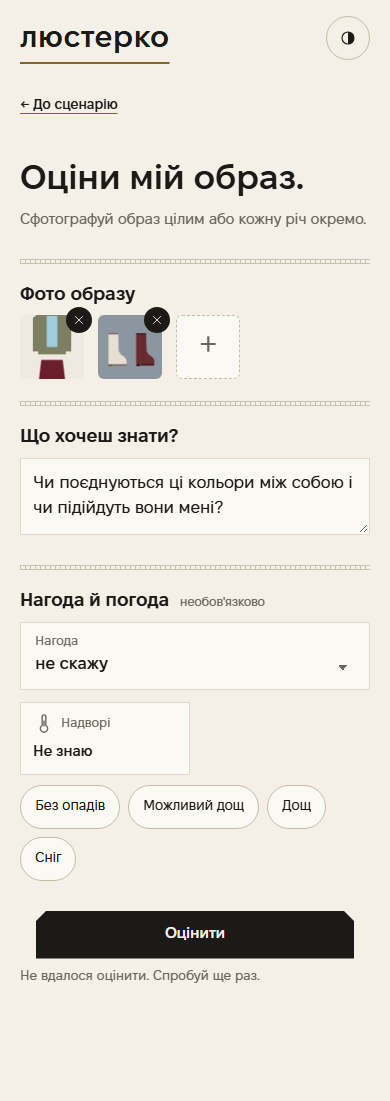 люстерко
← До сценарію
Оціни мій образ.
Сфотографуй образ цілим або кожну річ окремо.
Фото образу
Що хочеш знати?
Чи поєднуються ці кольори між собою і
чи підійдуть вони мені?
Нагода й погода необов'язково
Нагода
не скажу
Надворі
Не знаю
Без опадів Можливий дощ Дощ
Сніг
Оцінити
Не вдалося оцінити. Спробуй ще раз.